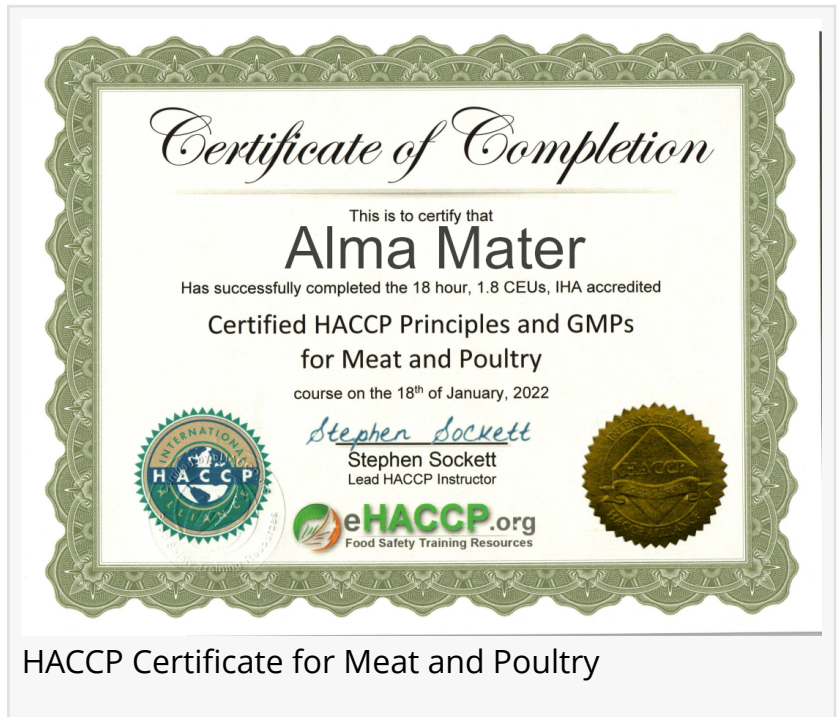 Certificate of Completion
This is to certify that
Alma Mater
Has successfully completed the 18 hour, 1.8 CEUs, IHA accredited
Certified HACCP Principles and GMPs
for Meat and Poultry
course on the 18th of January, 2022
Stephen Sockett
Stephen Sockett
Lead HACCP Instructor
INTERNATIONAL
HACCP
ALLIANCE
eHACCP.org
Food Safety Training Resources
INTERNATIONAL
HACCP
HACCP Certificate for Meat and Poultry